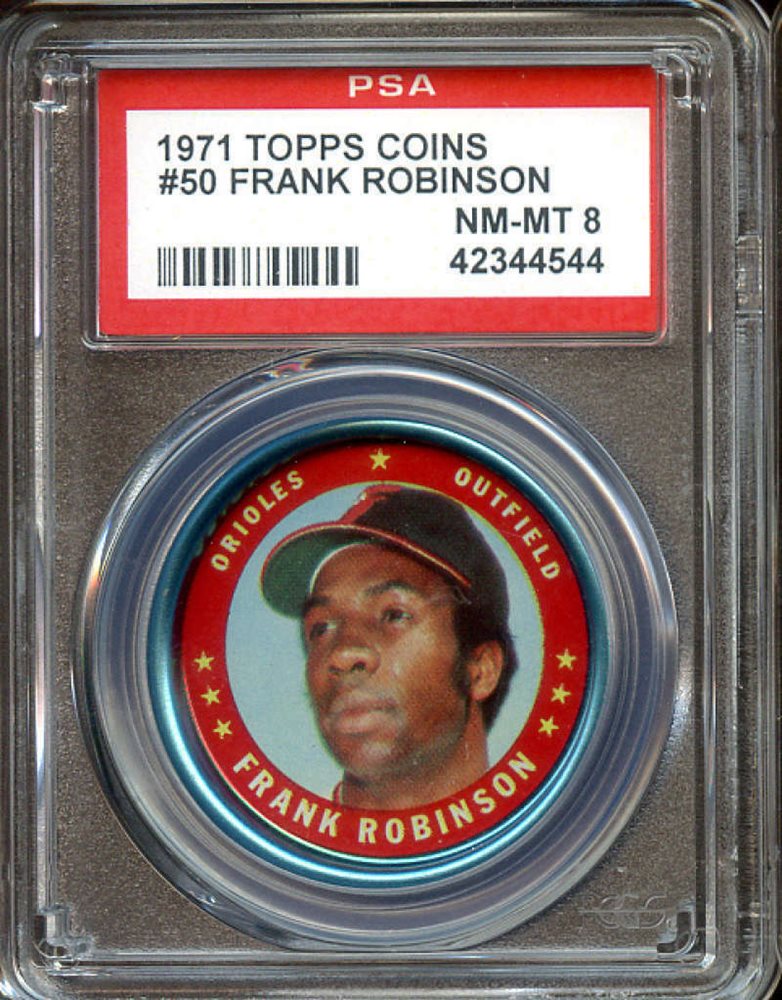 PSA
1971 TOPPS COINS
#50 FRANK ROBINSON
NM-MT 8
42344544
ORIOLES
OUTFIELD
FRANK ROBINSON